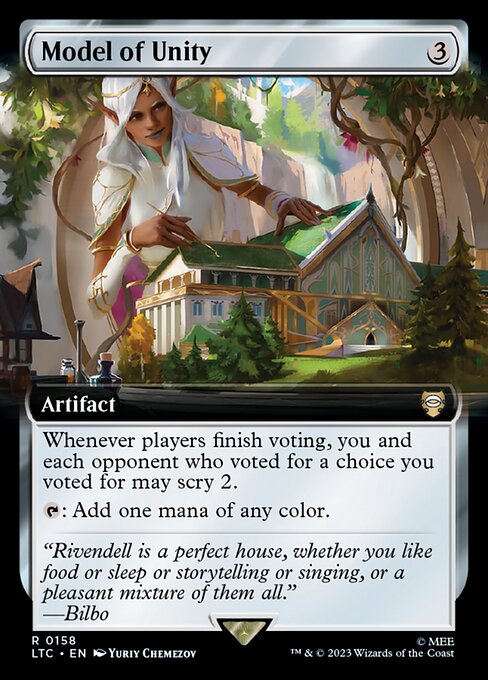 Model of Unity 3
Artifact
Whenever players finish voting, you and
each opponent who voted for a choice you
voted for may scry 2.
: Add one mana of any color.
“Rivendell is a perfect house, whether you like
food or sleep or storytelling or singing, or a
pleasant mixture of them all.”
—Bilbo
R 0158
LTC • EN Yuriy Chemezov
© MEE
™ & © 2023 Wizards of the Coast